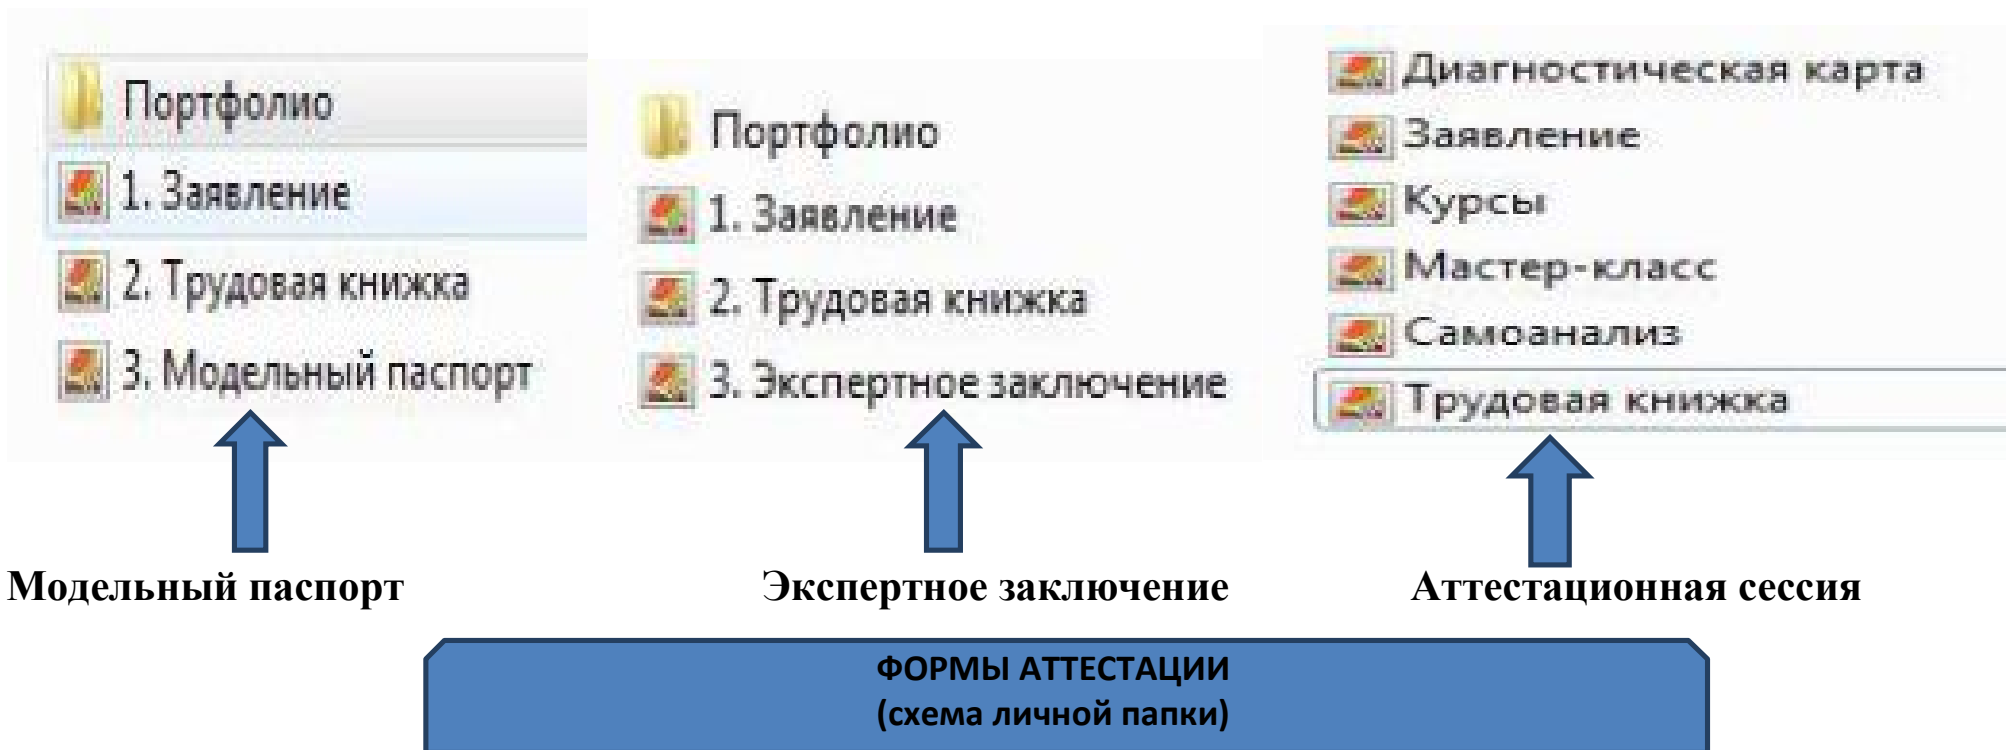 Портфолио
1. Заявление
2. Трудовая книжка
3. Модельный паспорт
Портфолио
1. Заявление
2. Трудовая книжка
3. Экспертное заключение
Диагностическая карта
Заявление
Курсы
Мастер-класс
Самоанализ
Трудовая книжка
Модельный паспорт
Экспертное заключение
Аттестационная сессия
ФОРМЫ АТТЕСТАЦИИ
(схема личной папки)